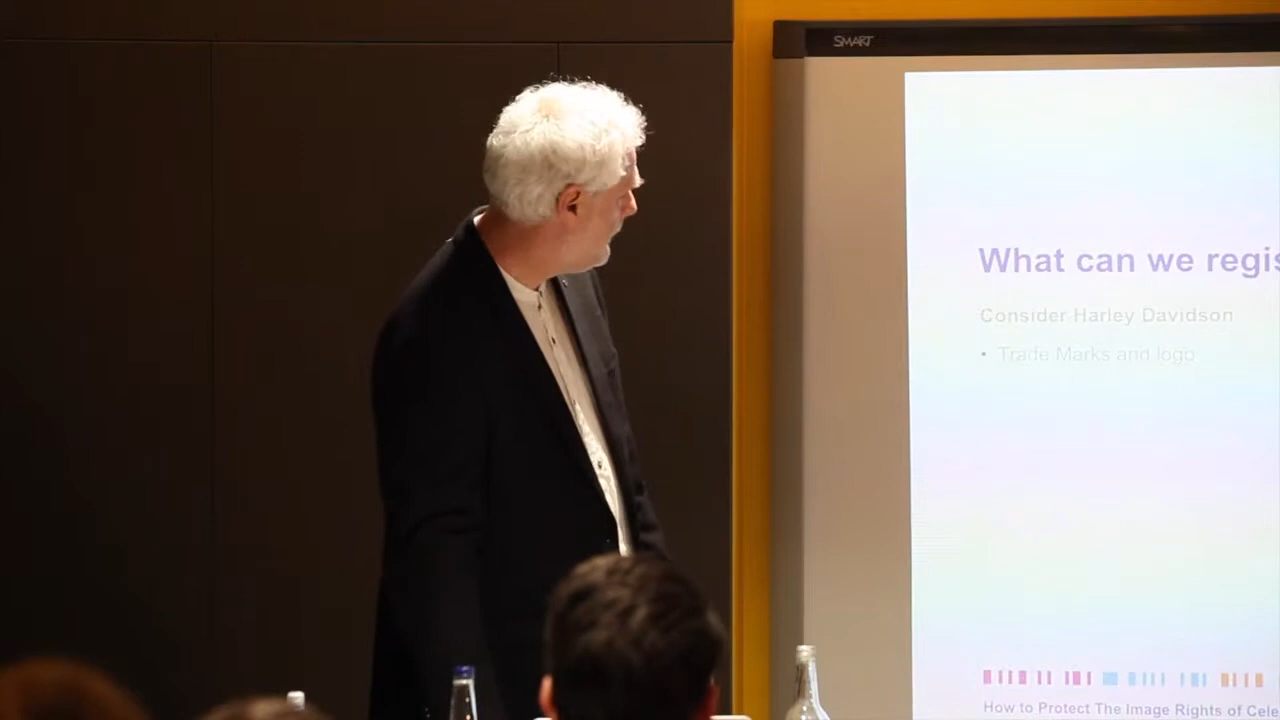 SMART
What can we regis
Consider Harley Davidson
• Trade Marks and logo
How to Protect The Image Rights of Cele